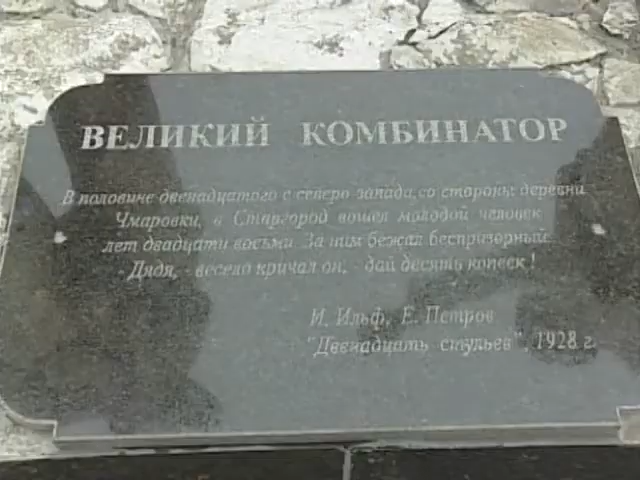 ВЕЛИКИЙ КОМБИНАТОР
В половине двенадцатого с северо запада, со стороны деревни
Чмаровки, в Старгород вошел молодой человек
лет двадцати восьми. За ним бежал беспризорный.
- Дядя, - весело кричал он, - дай десять копеек!
И. Ильф, Е. Петров
"Двенадцать стульев", 1928 г.